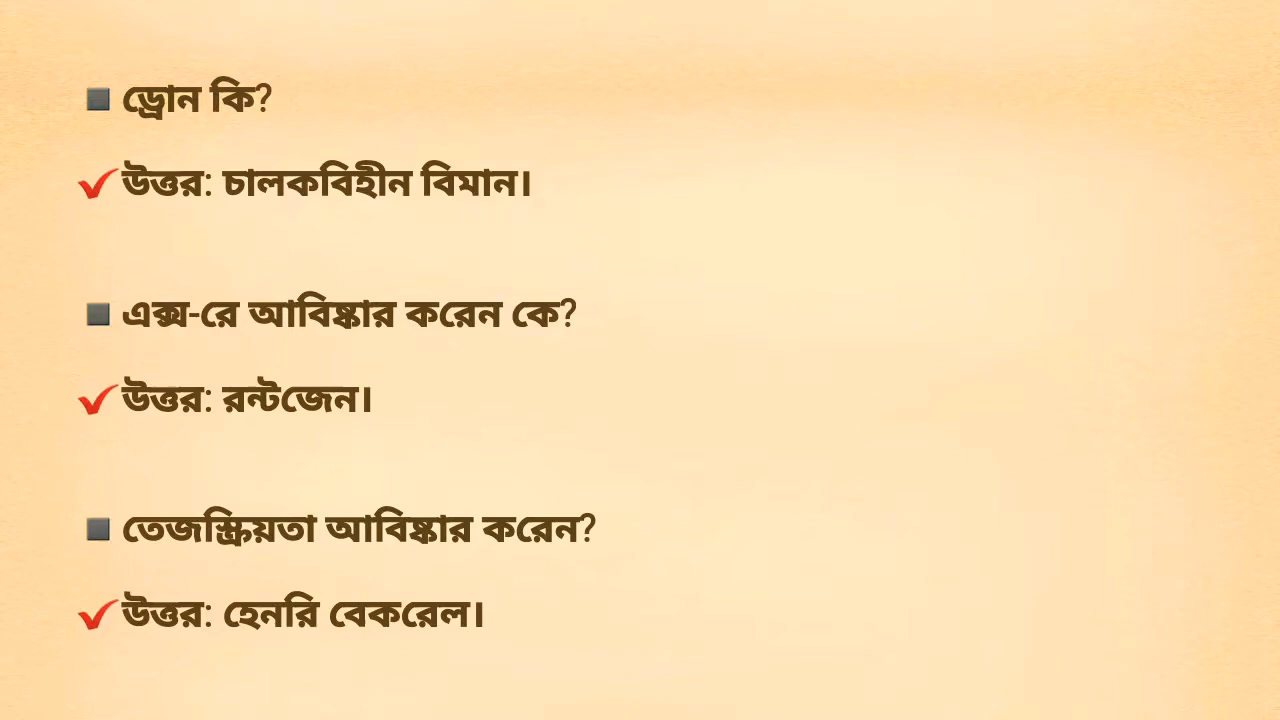 ড্রোন কি?
উত্তর: চালকবিহীন বিমান।
এক্স-রে আবিষ্কার করেন কে?
উত্তর: রন্টজেন।
তেজস্ক্রিয়তা আবিষ্কার করেন?
উত্তর: হেনরি বেকরেল।